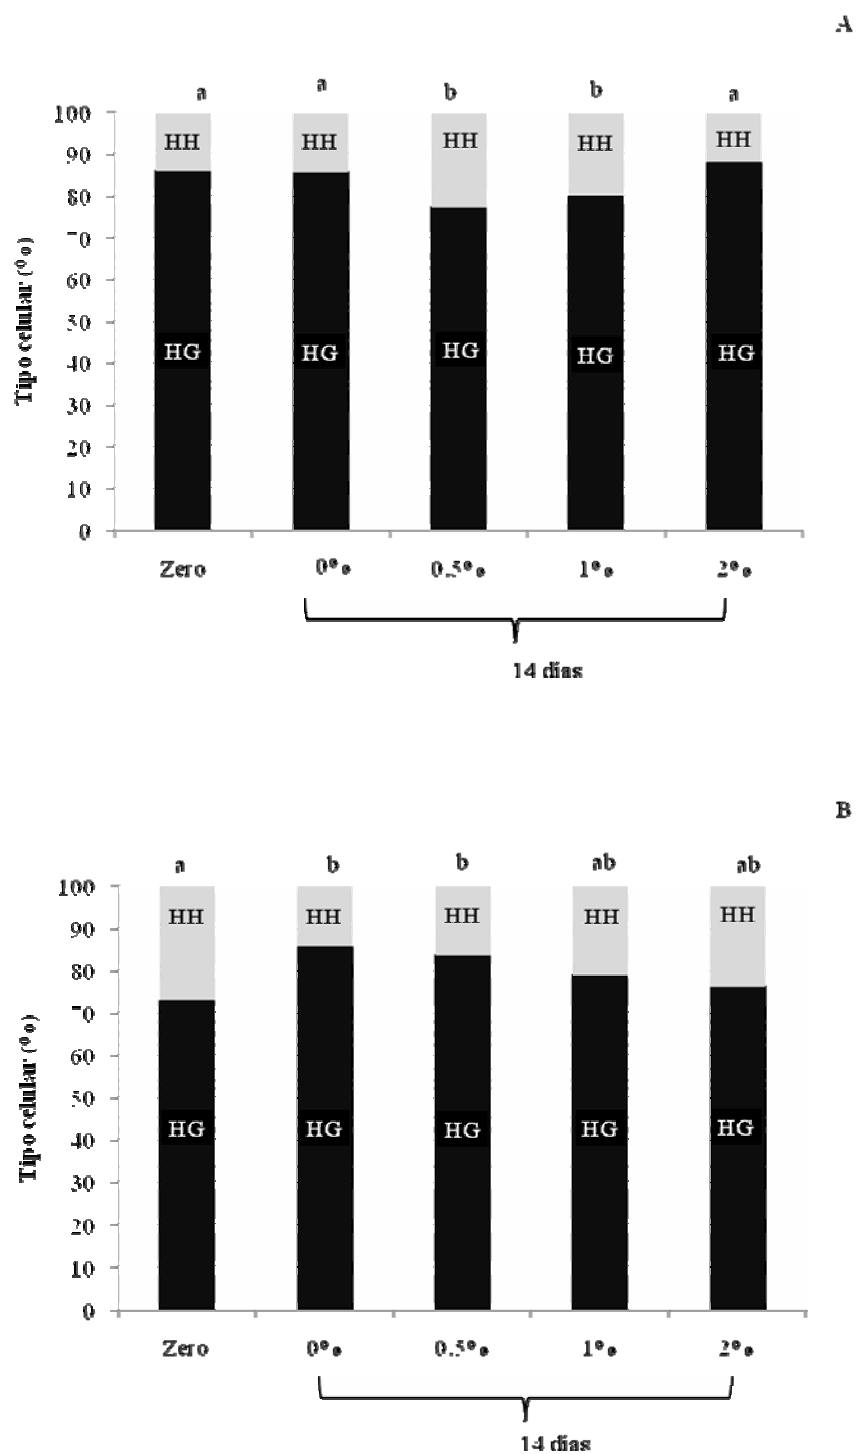 A
a a b b a
100
90
80
70
60
50
40
30
20
10
0
Tipo celular (%)
HH HH HH HH HH
HG HG HG HG HG
Zero 0% 0.5% 1% 2%
14 dias
B
a b b ab ab
100
90
80
70
60
50
40
30
20
10
0
Tipo celular (%)
HH HH HH HH HH
HG HG HG HG HG
Zero 0% 0.5% 1% 2%
14 dias